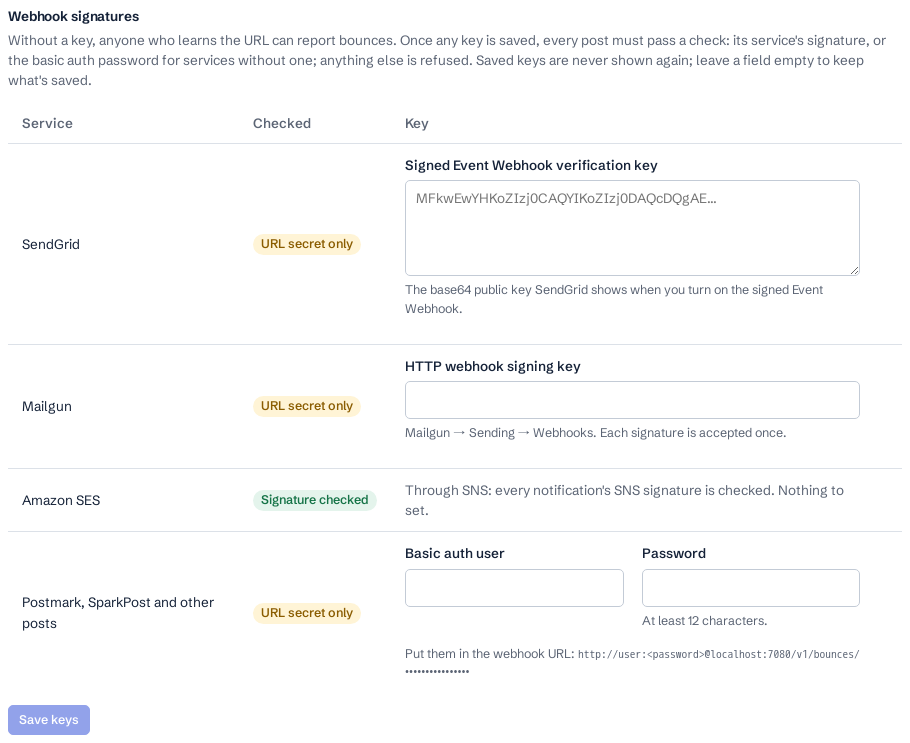 Webhook signatures
Without a key, anyone who learns the URL can report bounces. Once any key is saved, every post must pass a check: its service's signature, or
the basic auth password for services without one; anything else is refused. Saved keys are never shown again; leave a field empty to keep
what's saved.
Service Checked Key
Signed Event Webhook verification key
MFkwEwYHKoZIzj0CAQYIKoZIzj0DAQcDQgAE...
SendGrid URL secret only
The base64 public key SendGrid shows when you turn on the signed Event
Webhook.
HTTP webhook signing key
Mailgun URL secret only
Mailgun → Sending → Webhooks. Each signature is accepted once.
Amazon SES Signature checked
Through SNS: every notification's SNS signature is checked. Nothing to
set.
Basic auth user Password
Postmark, SparkPost and other
posts
URL secret only
At least 12 characters.
Put them in the webhook URL: http://user:<password>@localhost:7080/v1/bounces/
••••••••••••••••
Save keys